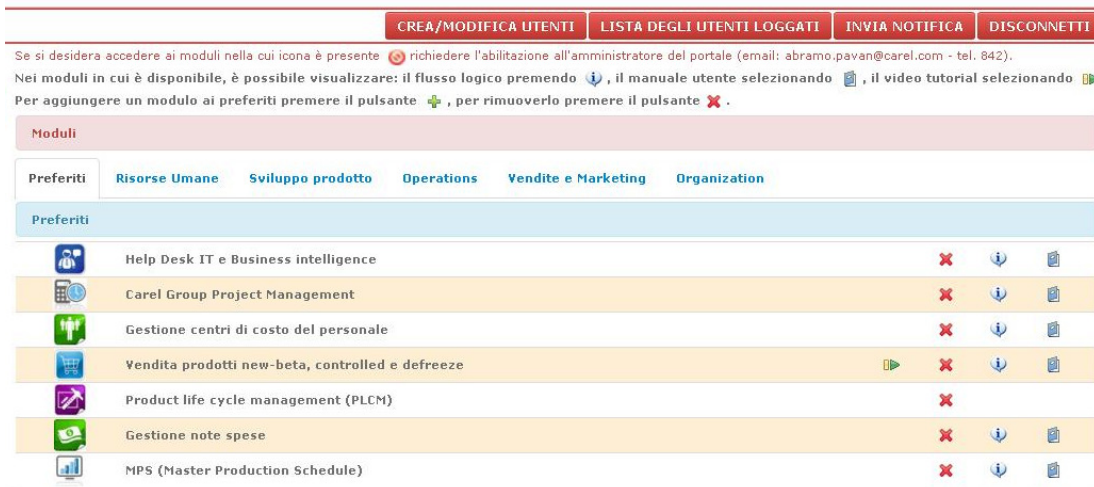 CREA/MODIFICA UTENTI LISTA DEGLI UTENTI LOGGATI INVIA NOTIFICA DISCONNETTI
Se si desidera accedere ai moduli nella cui icona è presente richiedere l'abilitazione all'amministratore del portale (email: abramo.pavan@carel.com - tel. 842).
Nei moduli in cui è disponibile, è possibile visualizzare: il flusso logico premendo , il manuale utente selezionando , il video tutorial selezionando
Per aggiungere un modulo ai preferiti premere il pulsante , per rimuoverlo premere il pulsante .
Moduli
Preferiti Risorse Umane Sviluppo prodotto Operations Vendite e Marketing Organization
Preferiti
Help Desk IT e Business intelligence
Carel Group Project Management
Gestione centri di costo del personale
Vendita prodotti new-beta, controlled e defreeze
Product life cycle management (PLCM)
Gestione note spese
MPS (Master Production Schedule)